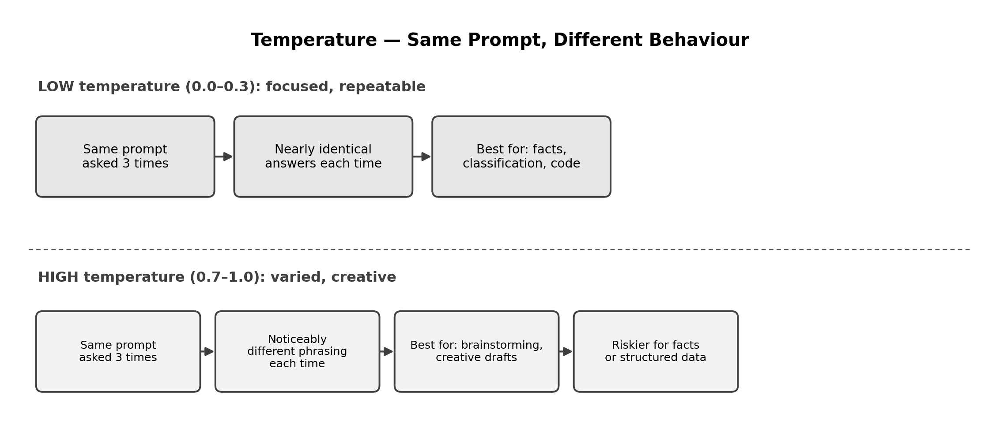 Temperature — Same Prompt, Different Behaviour
LOW temperature (0.0–0.3): focused, repeatable
Same prompt
asked 3 times
Nearly identical
answers each time
Best for: facts,
classification, code
HIGH temperature (0.7–1.0): varied, creative
Same prompt
asked 3 times
Noticeably
different phrasing
each time
Best for: brainstorming,
creative drafts
Riskier for facts
or structured data